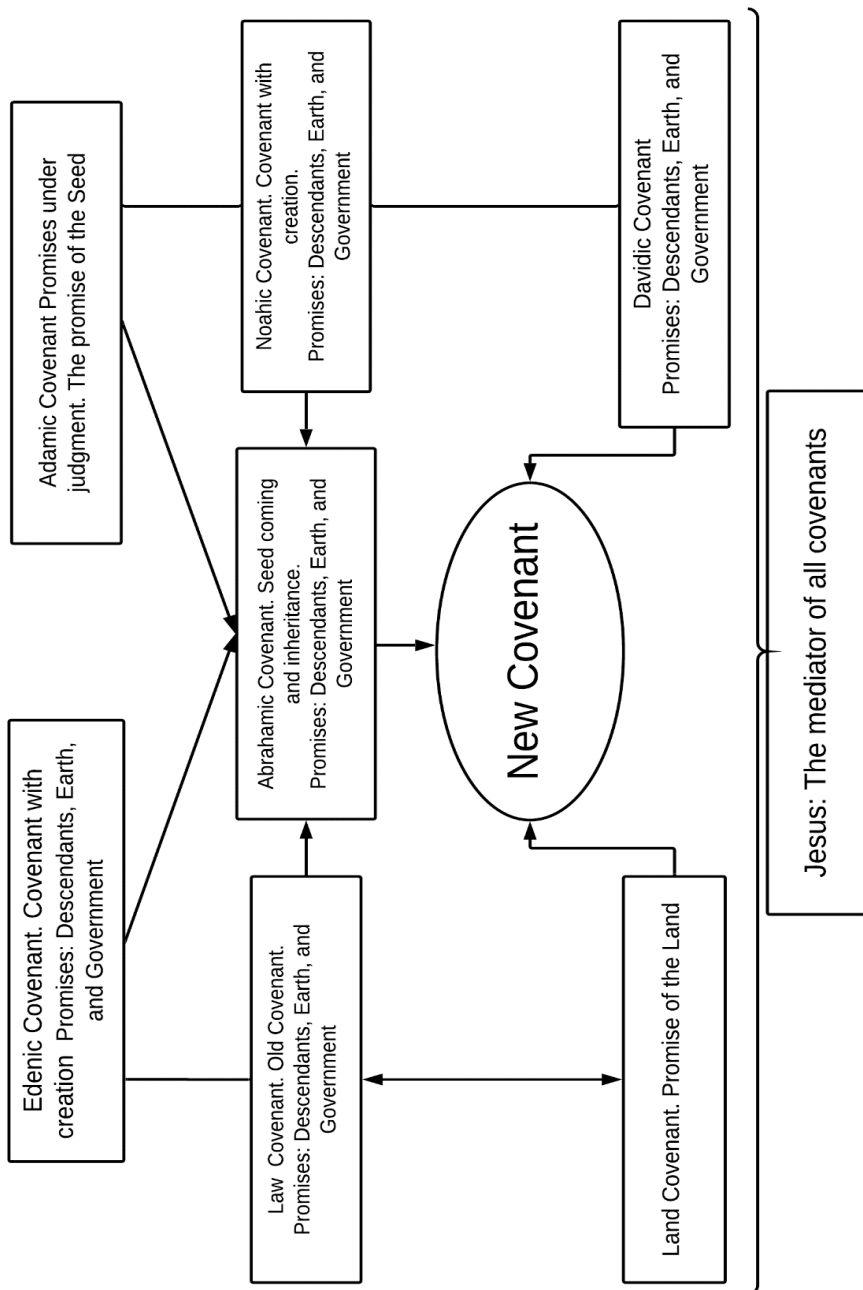 Edenic Covenant. Covenant with
creation Promises: Descendants, Earth,
and Government
Adamic Covenant Promises under
judgment. The promise of the Seed
Law Covenant. Old Covenant.
Promises: Descendants, Earth, and
Government
Abrahamic Covenant. Seed coming
and inheritance.
Promises: Descendants, Earth, and
Government
Noahic Covenant. Covenant with
creation.
Promises: Descendants, Earth, and
Government
New Covenant
Land Covenant. Promise of the Land
Davidic Covenant
Promises: Descendants, Earth, and
Government
Jesus: The mediator of all covenants